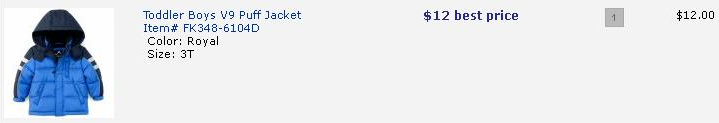 Toddler Boys V9 Puff Jacket $12 best price 1 $12.00
Item# FK348-6104D
Color: Royal
Size: 3T